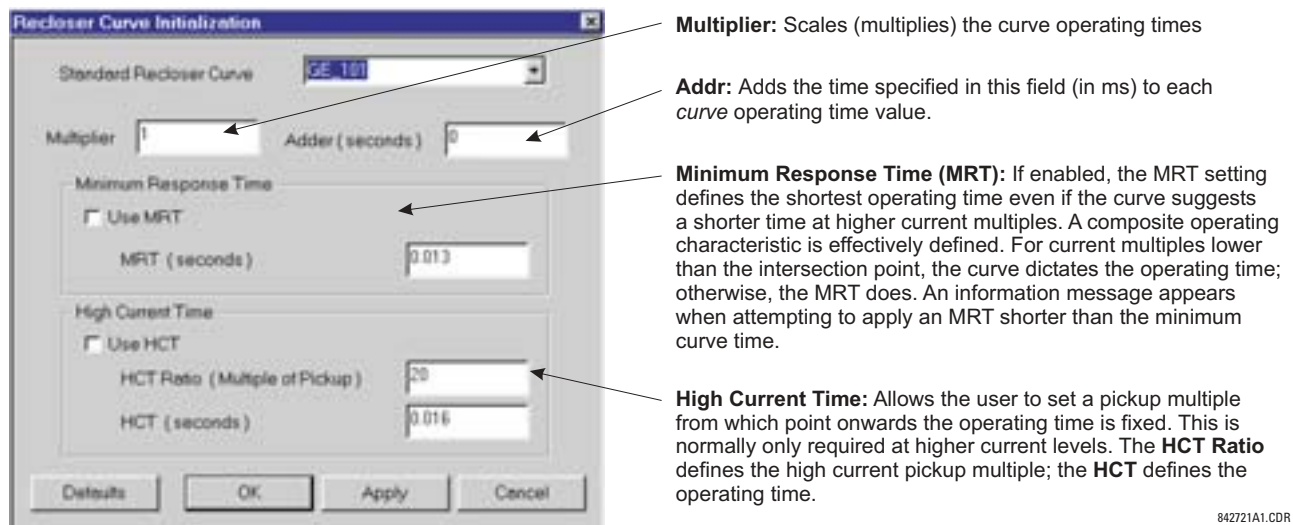 Recloser Curve Initialization
Standard Recloser Curve GE_101
Multiplier 1 Adder ( seconds ) 0
Minimum Response Time
Use MRT
MRT ( seconds ) 0.013
High Current Time
Use HCT
HCT Ratio ( Multiple of Pickup ) 20
HCT ( seconds ) 0.016
Defaults OK Apply Cancel
Multiplier: Scales (multiplies) the curve operating times
Addr: Adds the time specified in this field (in ms) to each
curve operating time value.
Minimum Response Time (MRT): If enabled, the MRT setting
defines the shortest operating time even if the curve suggests
a shorter time at higher current multiples. A composite operating
characteristic is effectively defined. For current multiples lower
than the intersection point, the curve dictates the operating time;
otherwise, the MRT does. An information message appears
when attempting to apply an MRT shorter than the minimum
curve time.
High Current Time: Allows the user to set a pickup multiple
from which point onwards the operating time is fixed. This is
normally only required at higher current levels. The HCT Ratio
defines the high current pickup multiple; the HCT defines the
operating time.
842721A1.CDR